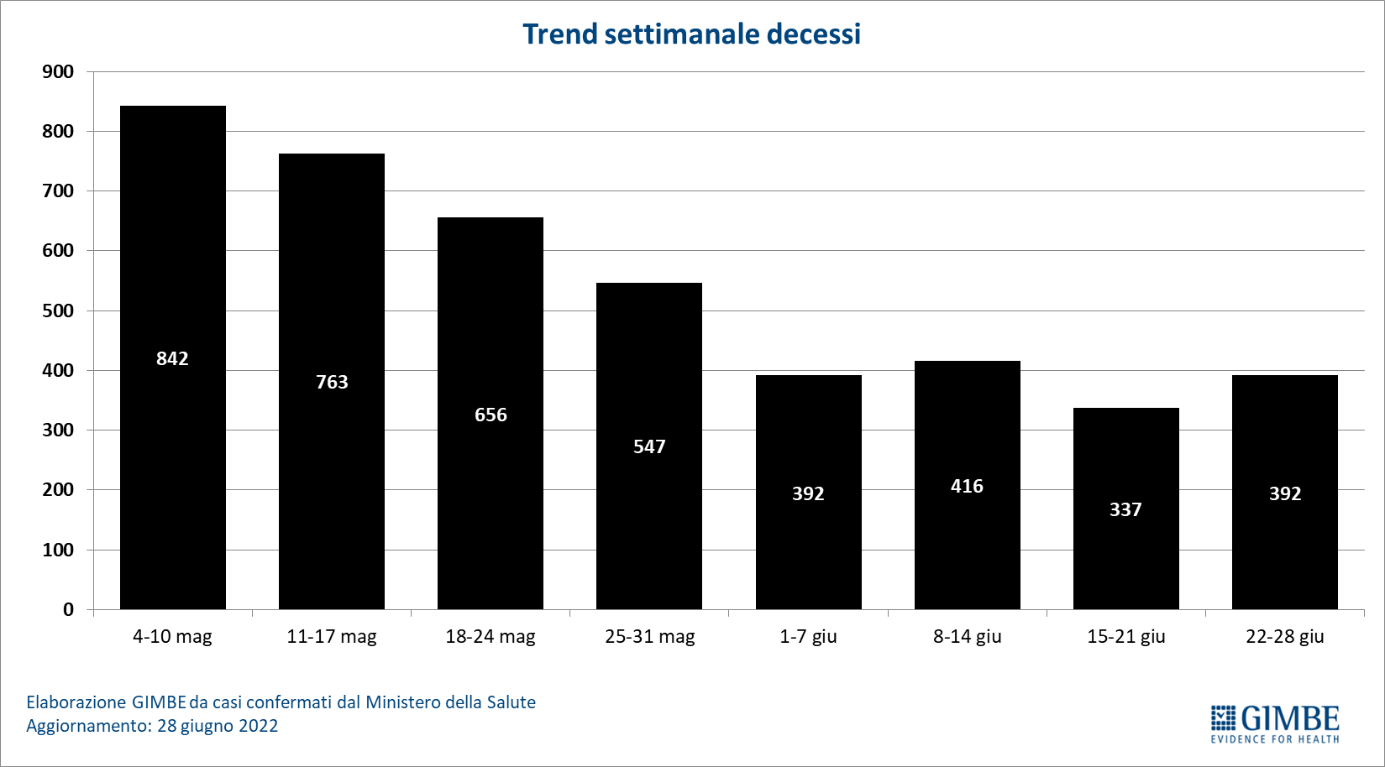 Trend settimanale decessi
900
800
700
600
500
400
300
200
100
0
842
763
656
547
392
416
337
392
4-10 mag
11-17 mag
18-24 mag
25-31 mag
1-7 giu
8-14 giu
15-21 giu
22-28 giu
Elaborazione GIMBE da casi confermati dal Ministero della Salute
Aggiornamento: 28 giugno 2022
GIMBE
EVIDENCE FOR HEALTH